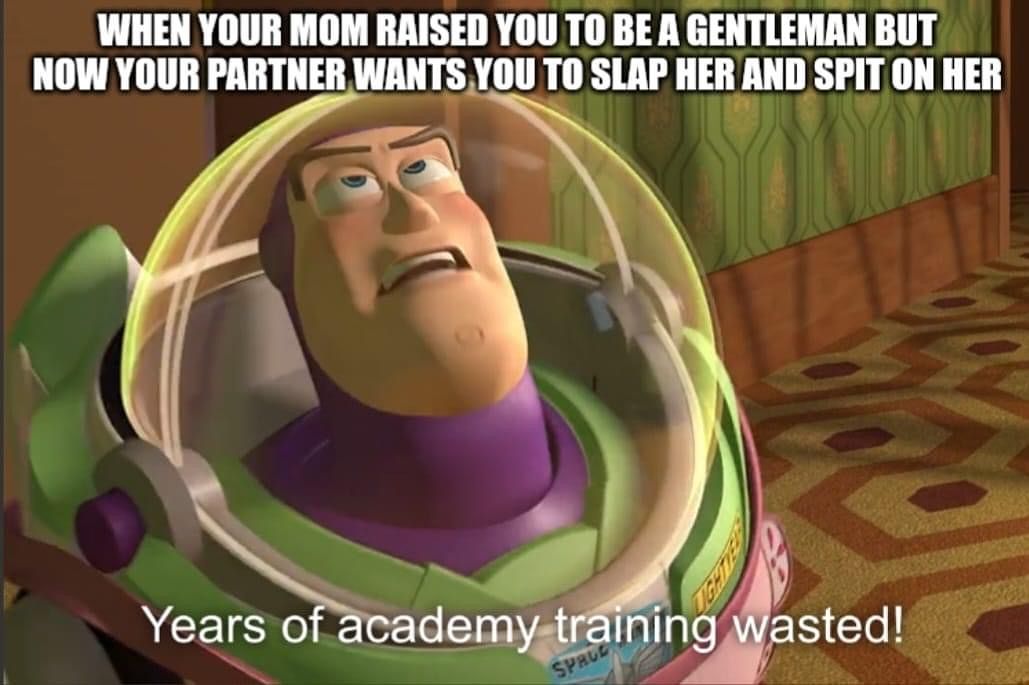 WHEN YOUR MOM RAISED YOU TO BE A GENTLEMAN BUT
NOW YOUR PARTNER WANTS YOU TO SLAP HER AND SPIT ON HER
LIGHTYEAR
Years of academy training wasted!
SPACE